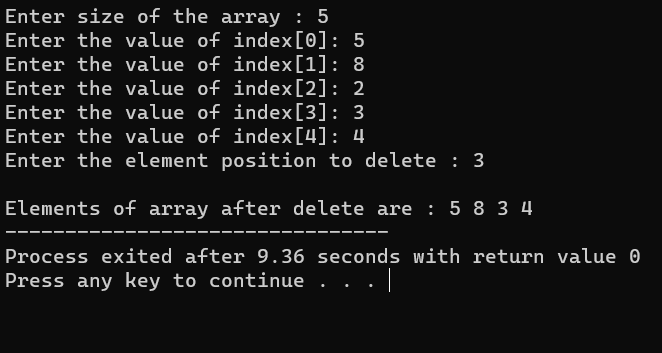 Enter size of the array : 5
Enter the value of index[0]: 5
Enter the value of index[1]: 8
Enter the value of index[2]: 2
Enter the value of index[3]: 3
Enter the value of index[4]: 4
Enter the element position to delete : 3
Elements of array after delete are : 5 8 3 4
--------------------------------
Process exited after 9.36 seconds with return value 0
Press any key to continue . . .